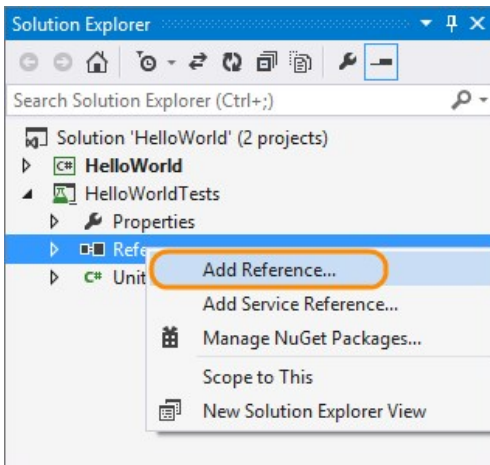 Solution Explorer
Search Solution Explorer (Ctrl+;)
Solution 'HelloWorld' (2 projects)
C# HelloWorld
HelloWorldTests
Properties
Refe
Add Reference...
C# Unit
Add Service Reference...
Manage NuGet Packages...
Scope to This
New Solution Explorer View